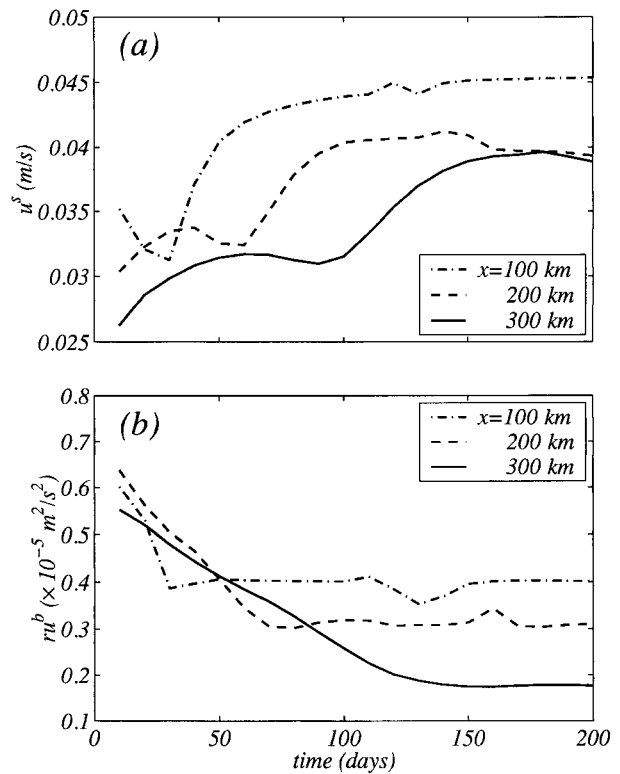 0.05
(a)
0.045
0.04
0.035
0.03
0.025
u^s (m/s)
x=100 km
200 km
300 km
0.8
(b)
0.7
0.6
0.5
0.4
0.3
0.2
0.1
ru^b (×10^-5 m^2/s^2)
x=100 km
200 km
300 km
0 50 100 150 200
time (days)